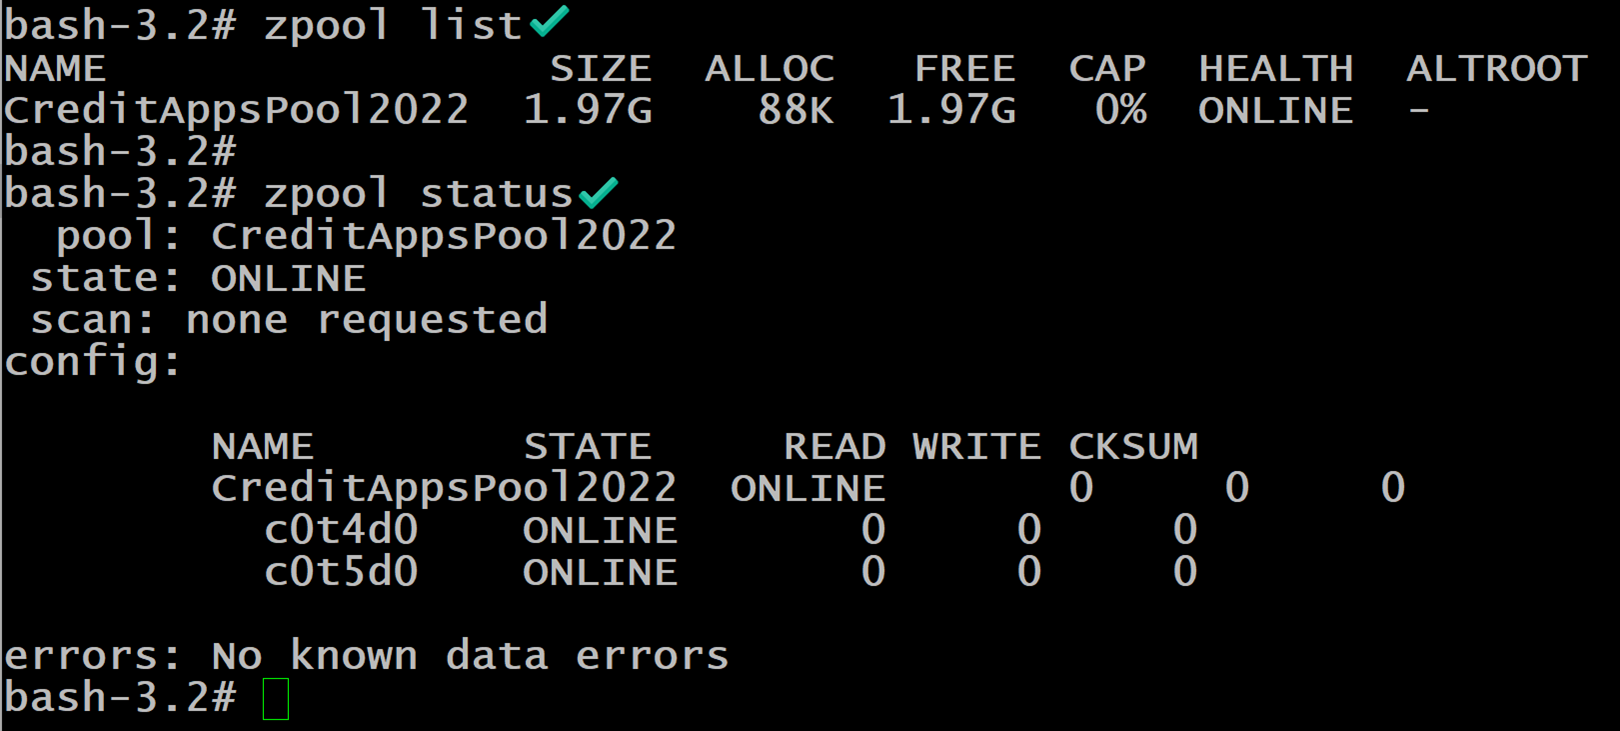 bash-3.2# zpool list
NAME                 SIZE  ALLOC   FREE  CAP  HEALTH  ALTROOT
CreditAppsPool2022  1.97G    88K  1.97G   0%  ONLINE  -
bash-3.2#
bash-3.2# zpool status
  pool: CreditAppsPool2022
 state: ONLINE
 scan: none requested
config:

        NAME        STATE     READ WRITE CKSUM
        CreditAppsPool2022  ONLINE       0     0     0
          c0t4d0    ONLINE       0     0     0
          c0t5d0    ONLINE       0     0     0

errors: No known data errors
bash-3.2#